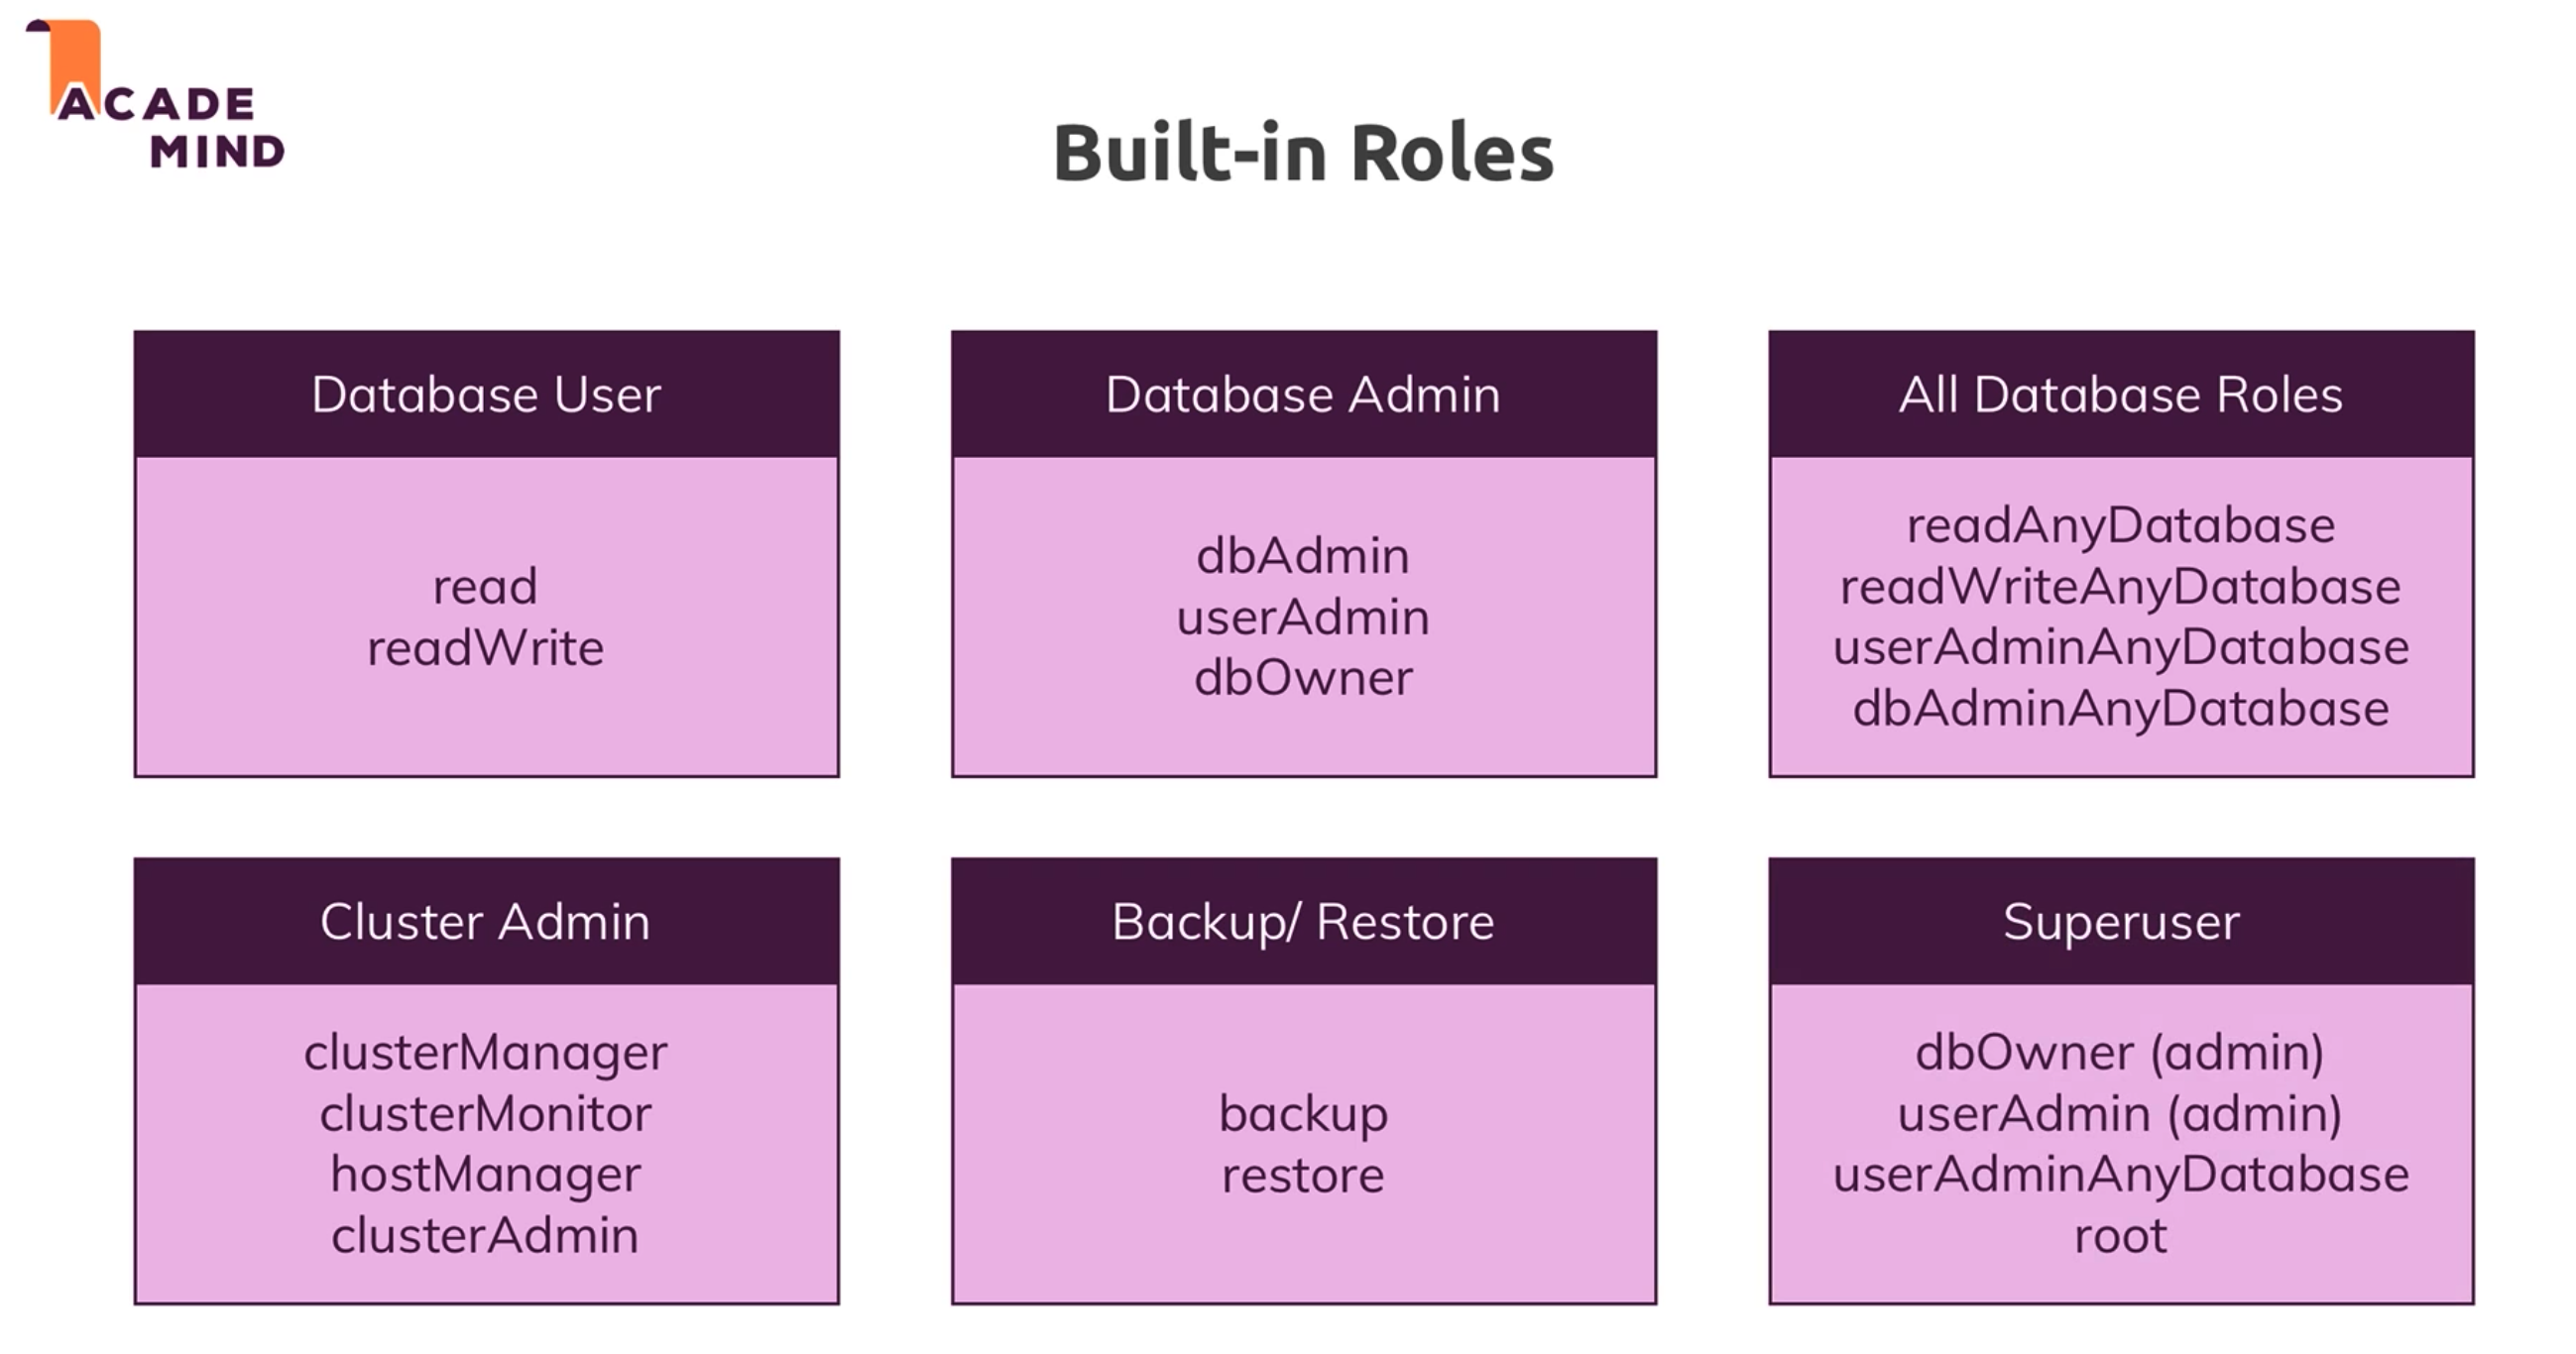 ACADE
MIND
Built-in Roles
Database User
read
readWrite
Database Admin
dbAdmin
userAdmin
dbOwner
All Database Roles
readAnyDatabase
readWriteAnyDatabase
userAdminAnyDatabase
dbAdminAnyDatabase
Cluster Admin
clusterManager
clusterMonitor
hostManager
clusterAdmin
Backup/ Restore
backup
restore
Superuser
dbOwner (admin)
userAdmin (admin)
userAdminAnyDatabase
root